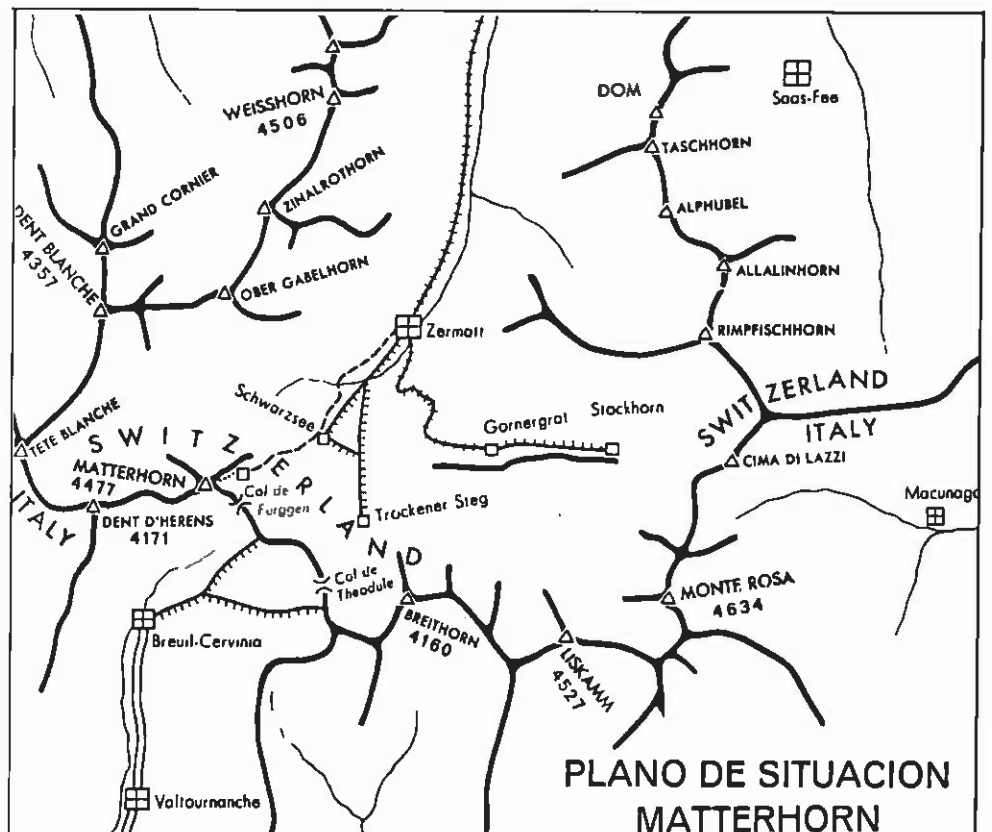 DOM
Saas-Fee
WEISSHORN
4506
TASCHHORN
ZINALROTHORN
GRAND CORNIER
ALPHUBEL
DENT BLANCHE
4357
OBER GABELHORN
ALLALINHORN
Zermatt
RIMPFISCHHORN
SWITZERLAND
ITALY
Schwarzsee
Gornergrat
Stockhorn
TETE BLANCHE
SWITZERLAND
ITALY
CIMA DI LAZZI
MATTERHORN
4477
Col de
Furggen
Macunaga
DENT D'HERENS
4171
Trockener Steg
Col de
Theodule
MONTE ROSA
4634
BREITHORN
4160
Breuil-Cervinia
LISKAMM
4527
PLANO DE SITUACION
MATTERHORN
Valtournanche